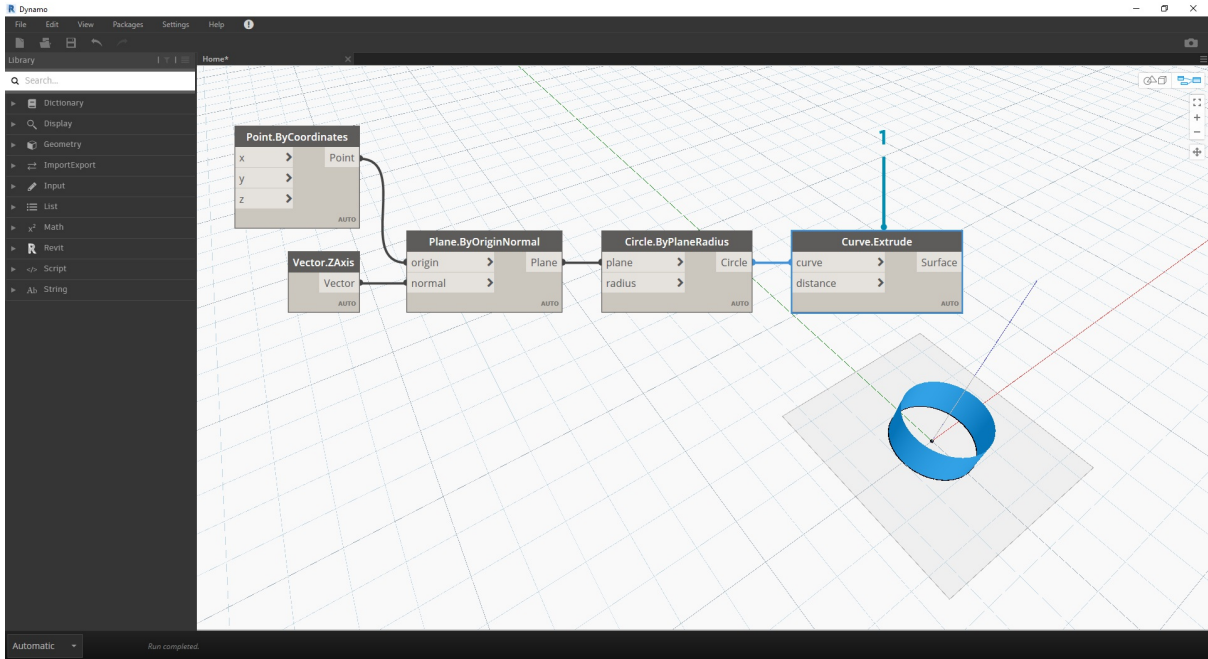 R Dynamo
File Edit View Packages Settings Help !
Library
Home*
Search...
Dictionary
Display
Geometry
ImportExport
Input
List
x² Math
R Revit
</> Script
Ab String
1
Point.ByCoordinates
x Point
y
z
AUTO
Vector.ZAxis
Vector
AUTO
Plane.ByOriginNormal
origin Plane
normal
AUTO
Circle.ByPlaneRadius
plane Circle
radius
AUTO
Curve.Extrude
curve Surface
distance
AUTO
Automatic
Run completed.